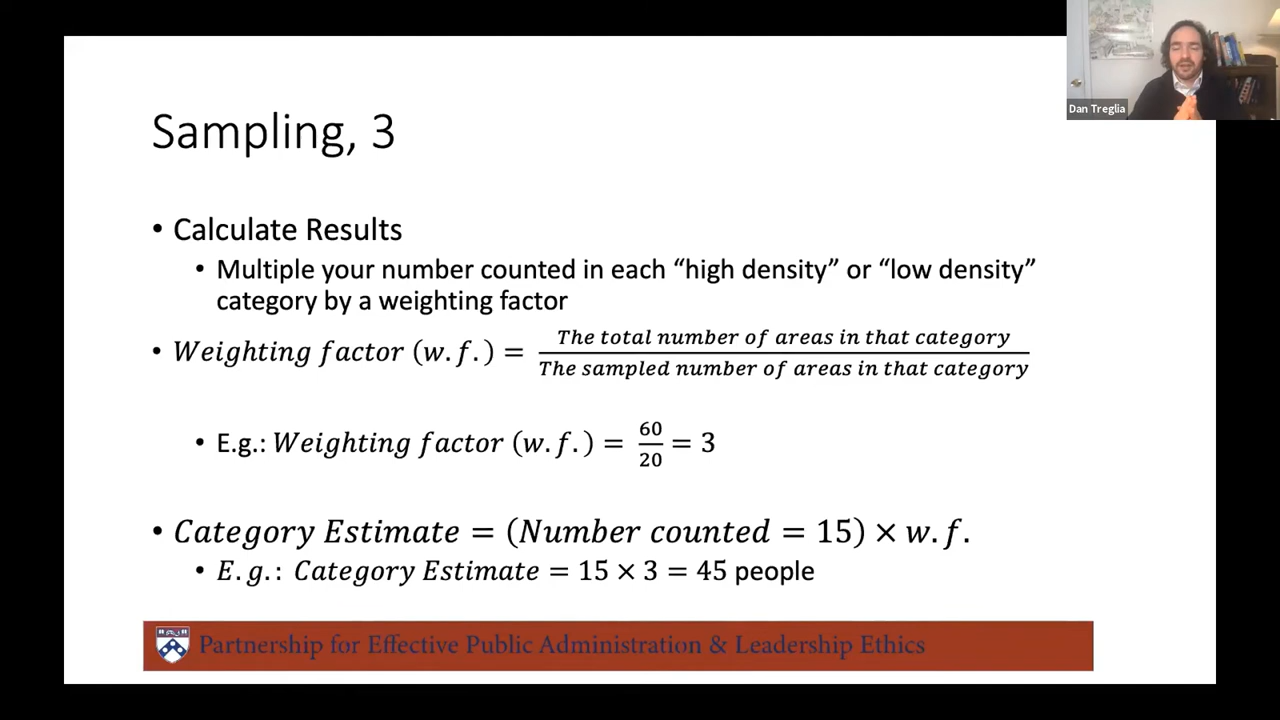 Dan Treglia
Sampling, 3
• Calculate Results
• Multiple your number counted in each “high density” or “low density”
category by a weighting factor
• Weighting factor (w.f.) = The total number of areas in that category
The sampled number of areas in that category
• E.g.: Weighting factor (w.f.) = 60/20 = 3
• Category Estimate = (Number counted = 15) × w.f.
• E.g.: Category Estimate = 15 × 3 = 45 people
Partnership for Effective Public Administration & Leadership Ethics